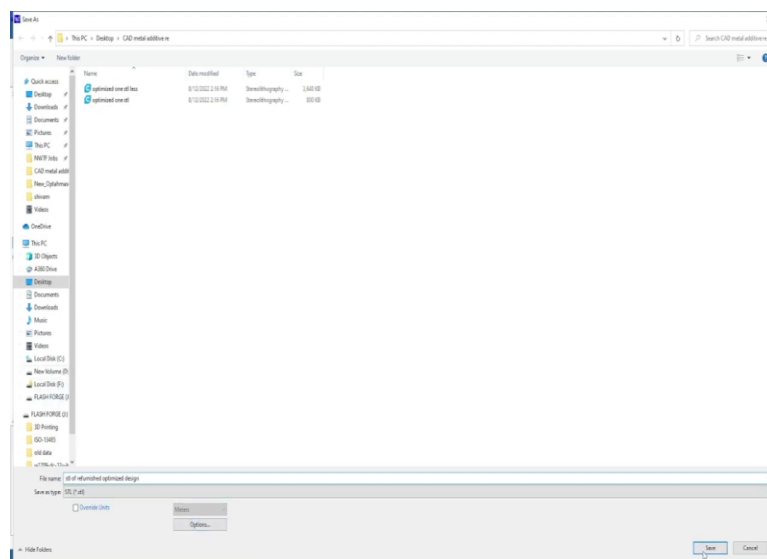 Save As
This PC > Desktop > CAD metal additive re
Search CAD metal additive re
Organize
New folder
Name
Date modified
Type
Size
optimized one stl less
8/12/2022 2:16 PM
Stereolithography ...
optimized one stl
8/12/2022 2:16 PM
Stereolithography ...
Quick access
Desktop
Downloads
Documents
Pictures
This PC
CAD metal addit
Videos
OneDrive
This PC
3D Objects
A360 Drive
Desktop
Documents
Downloads
Music
Pictures
Videos
Local Disk (C:)
New Volume (D:
Local Disk (F:)
FLASH FORGE (J
FLASH FORGE (J:)
3D Printing
ISO-13485
old data
File name: stl of refurnished optimized design
Save as type: STL (*.stl)
Override Units
Meters
Options...
Save
Cancel
Hide Folders